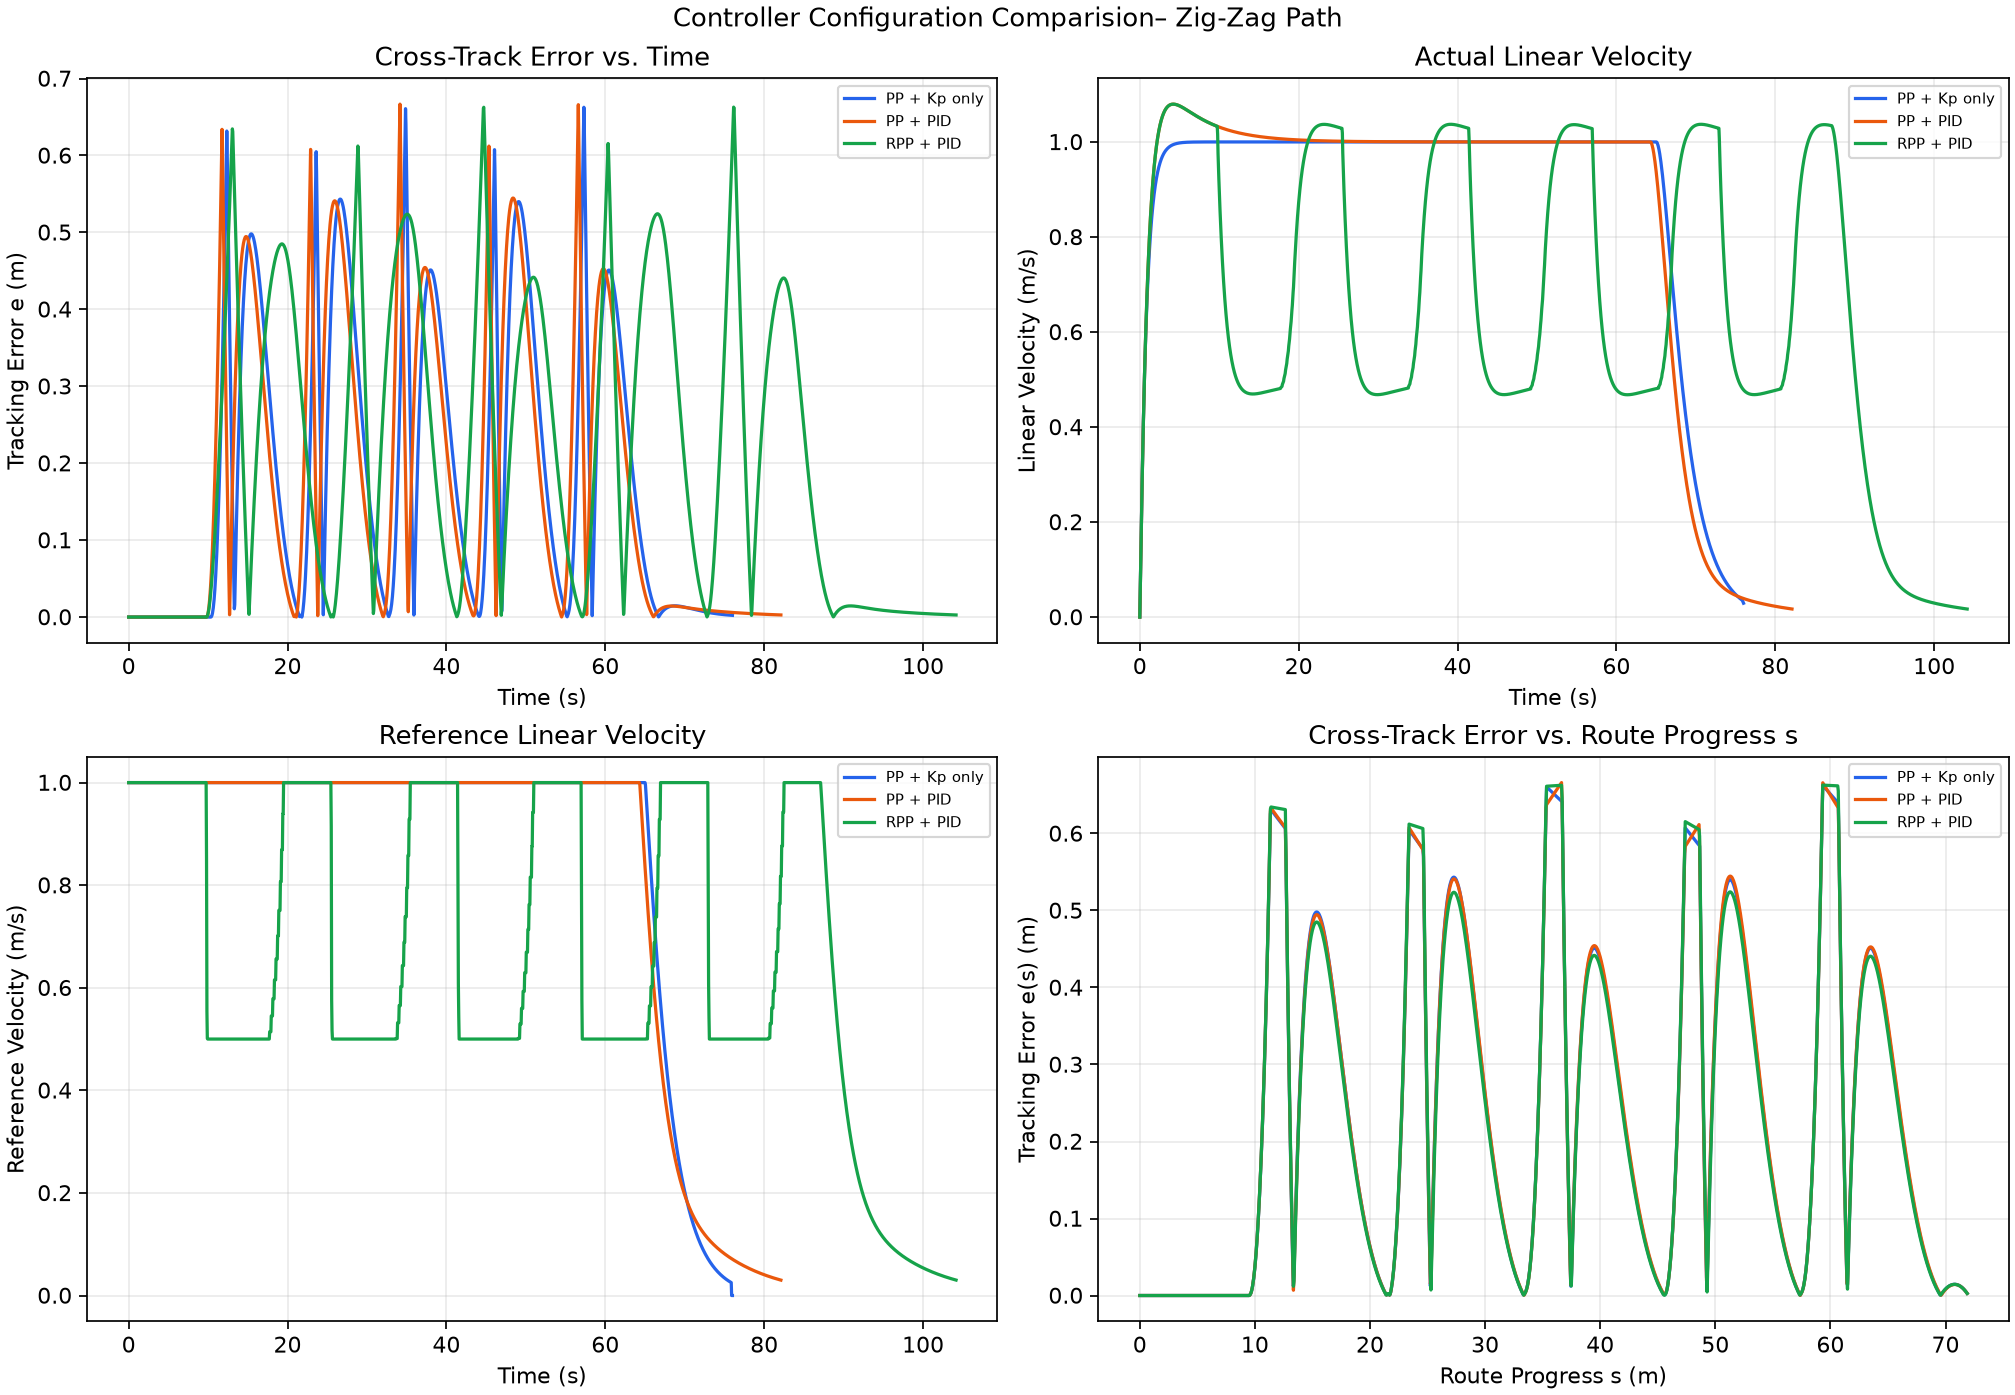 Controller Configuration Comparision– Zig-Zag Path
Cross-Track Error vs. Time
Tracking Error e (m)
0.7
0.6
0.5
0.4
0.3
0.2
0.1
0.0
PP + Kp only
PP + PID
RPP + PID
0 20 40 60 80 100
Time (s)
Actual Linear Velocity
Linear Velocity (m/s)
1.0
0.8
0.6
0.4
0.2
0.0
PP + Kp only
PP + PID
RPP + PID
0 20 40 60 80 100
Time (s)
Reference Linear Velocity
Reference Velocity (m/s)
1.0
0.8
0.6
0.4
0.2
0.0
PP + Kp only
PP + PID
RPP + PID
0 20 40 60 80 100
Time (s)
Cross-Track Error vs. Route Progress s
Tracking Error e(s) (m)
0.6
0.5
0.4
0.3
0.2
0.1
0.0
PP + Kp only
PP + PID
RPP + PID
0 10 20 30 40 50 60 70
Route Progress s (m)